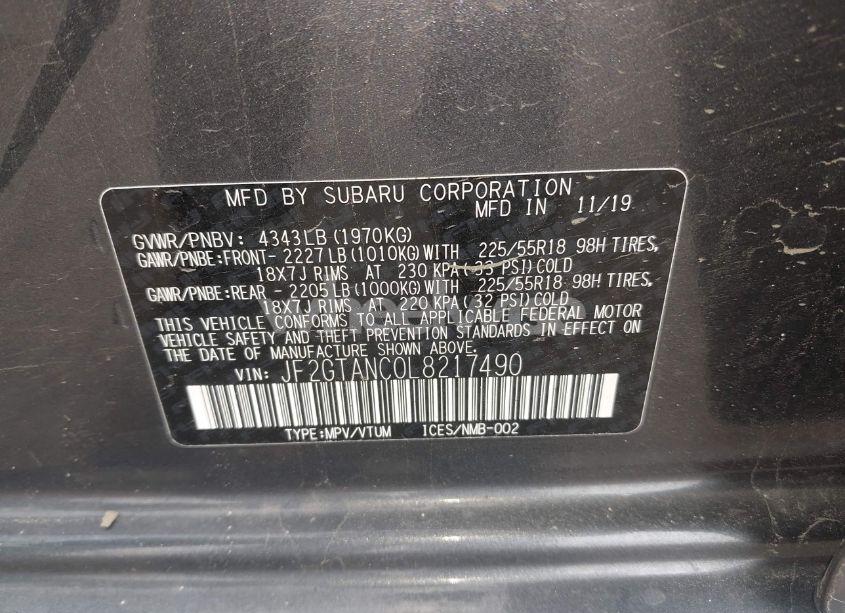 MFD BY SUBARU CORPORATION
MFD IN 11/19
GVWR/PNBV: 4343LB (1970KG)
GAWR/PNBE:FRONT- 2227LB (1010KG) WITH 225/55R18 98H TIRES,
18X7J RIMS AT 230 KPA (33 PSI) COLD
GAWR/PNBE:REAR - 2205LB (1000KG) WITH 225/55R18 98H TIRES,
18X7J RIMS AT 220 KPA (32 PSI) COLD
THIS VEHICLE CONFORMS TO ALL APPLICABLE FEDERAL MOTOR
VEHICLE SAFETY AND THEFT PREVENTION STANDARDS IN EFFECT ON
THE DATE OF MANUFACTURE SHOWN ABOVE.
VIN: JF2GTANC0L8217490
TYPE:MPV/VTUM ICES/NMB-002